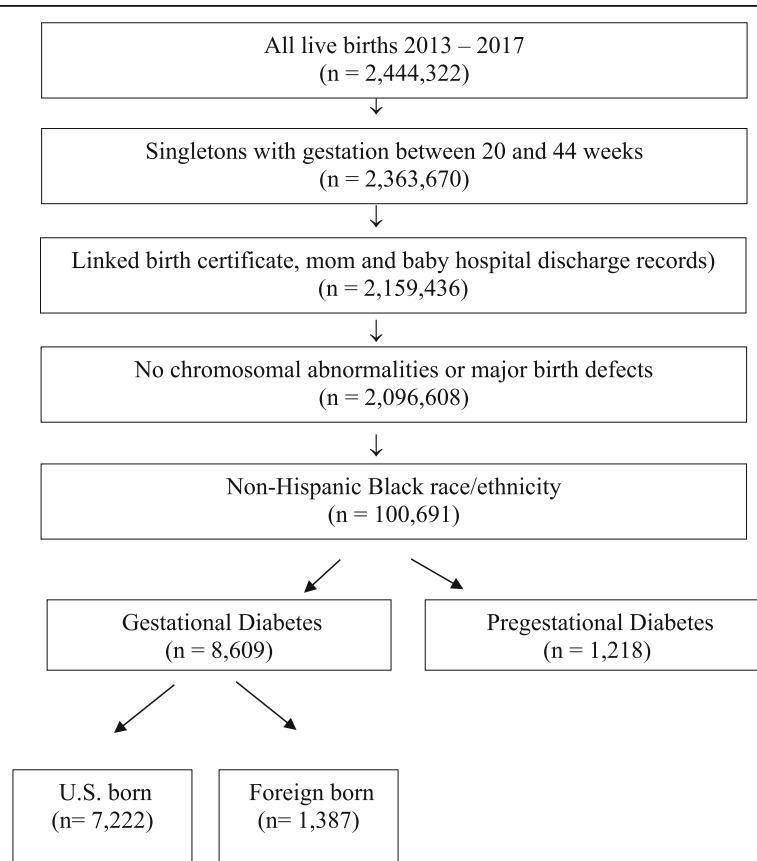 All live births 2013 – 2017
(n = 2,444,322)
Singletons with gestation between 20 and 44 weeks
(n = 2,363,670)
Linked birth certificate, mom and baby hospital discharge records)
(n = 2,159,436)
No chromosomal abnormalities or major birth defects
(n = 2,096,608)
Non-Hispanic Black race/ethnicity
(n = 100,691)
Gestational Diabetes
(n = 8,609)
Pregestational Diabetes
(n = 1,218)
U.S. born
(n= 7,222)
Foreign born
(n= 1,387)